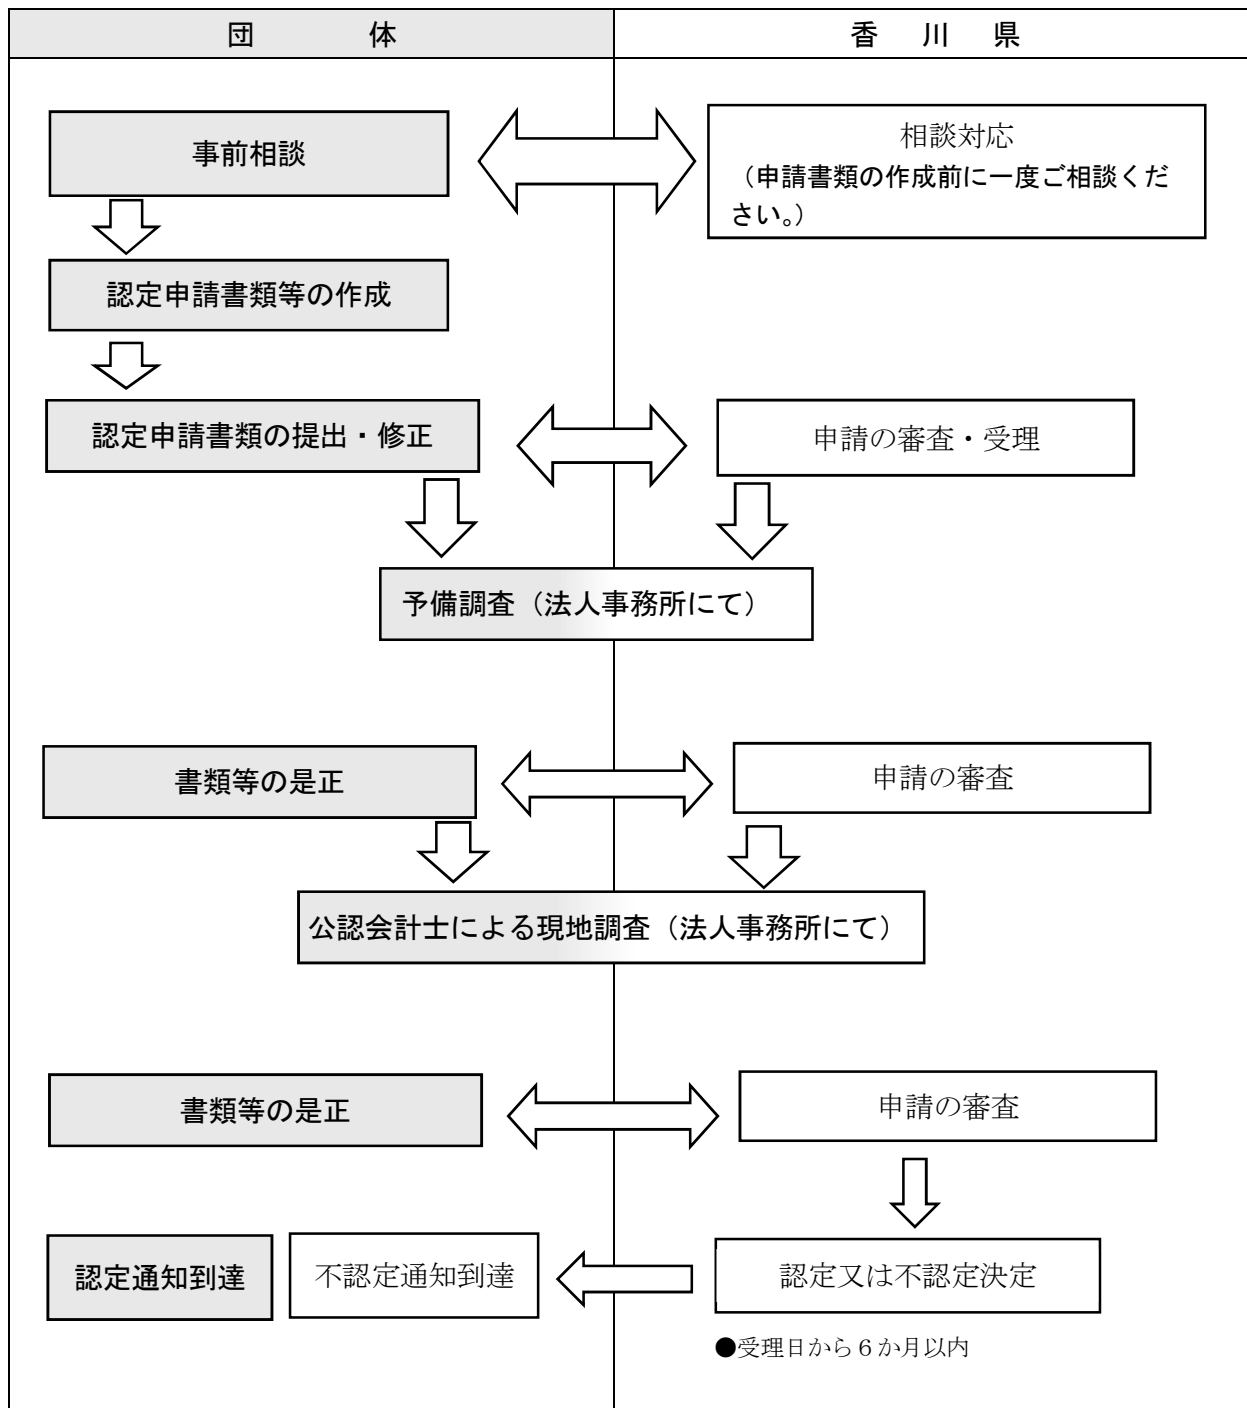 団　体
香　川　県
事前相談
相談対応
（申請書類の作成前に一度ご相談くだ
さい。）
認定申請書類等の作成
認定申請書類の提出・修正
申請の審査・受理
予備調査（法人事務所にて）
書類等の是正
申請の審査
公認会計士による現地調査（法人事務所にて）
書類等の是正
申請の審査
認定通知到達
不認定通知到達
認定又は不認定決定
●受理日から６か月以内